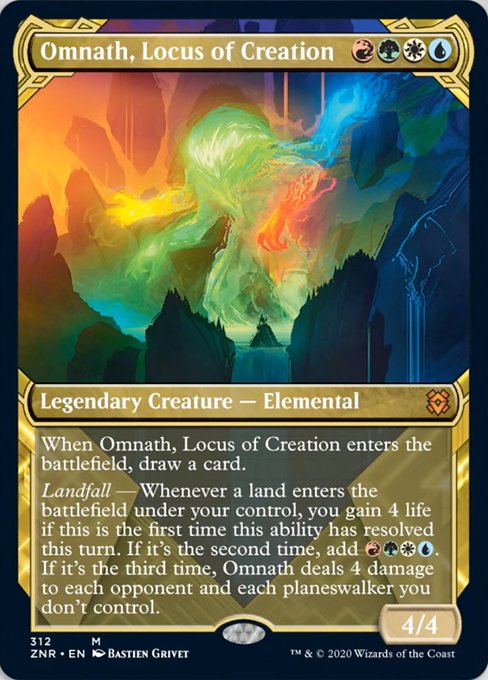 Omnath, Locus of Creation
Legendary Creature — Elemental
When Omnath, Locus of Creation enters the
battlefield, draw a card.
Landfall — Whenever a land enters the
battlefield under your control, you gain 4 life
if this is the first time this ability has resolved
this turn. If it's the second time, add
If it's the third time, Omnath deals 4 damage
to each opponent and each planeswalker you
don't control.
4/4
312 M
ZNR • EN Bastien Grivet
™ & © 2020 Wizards of the Coast